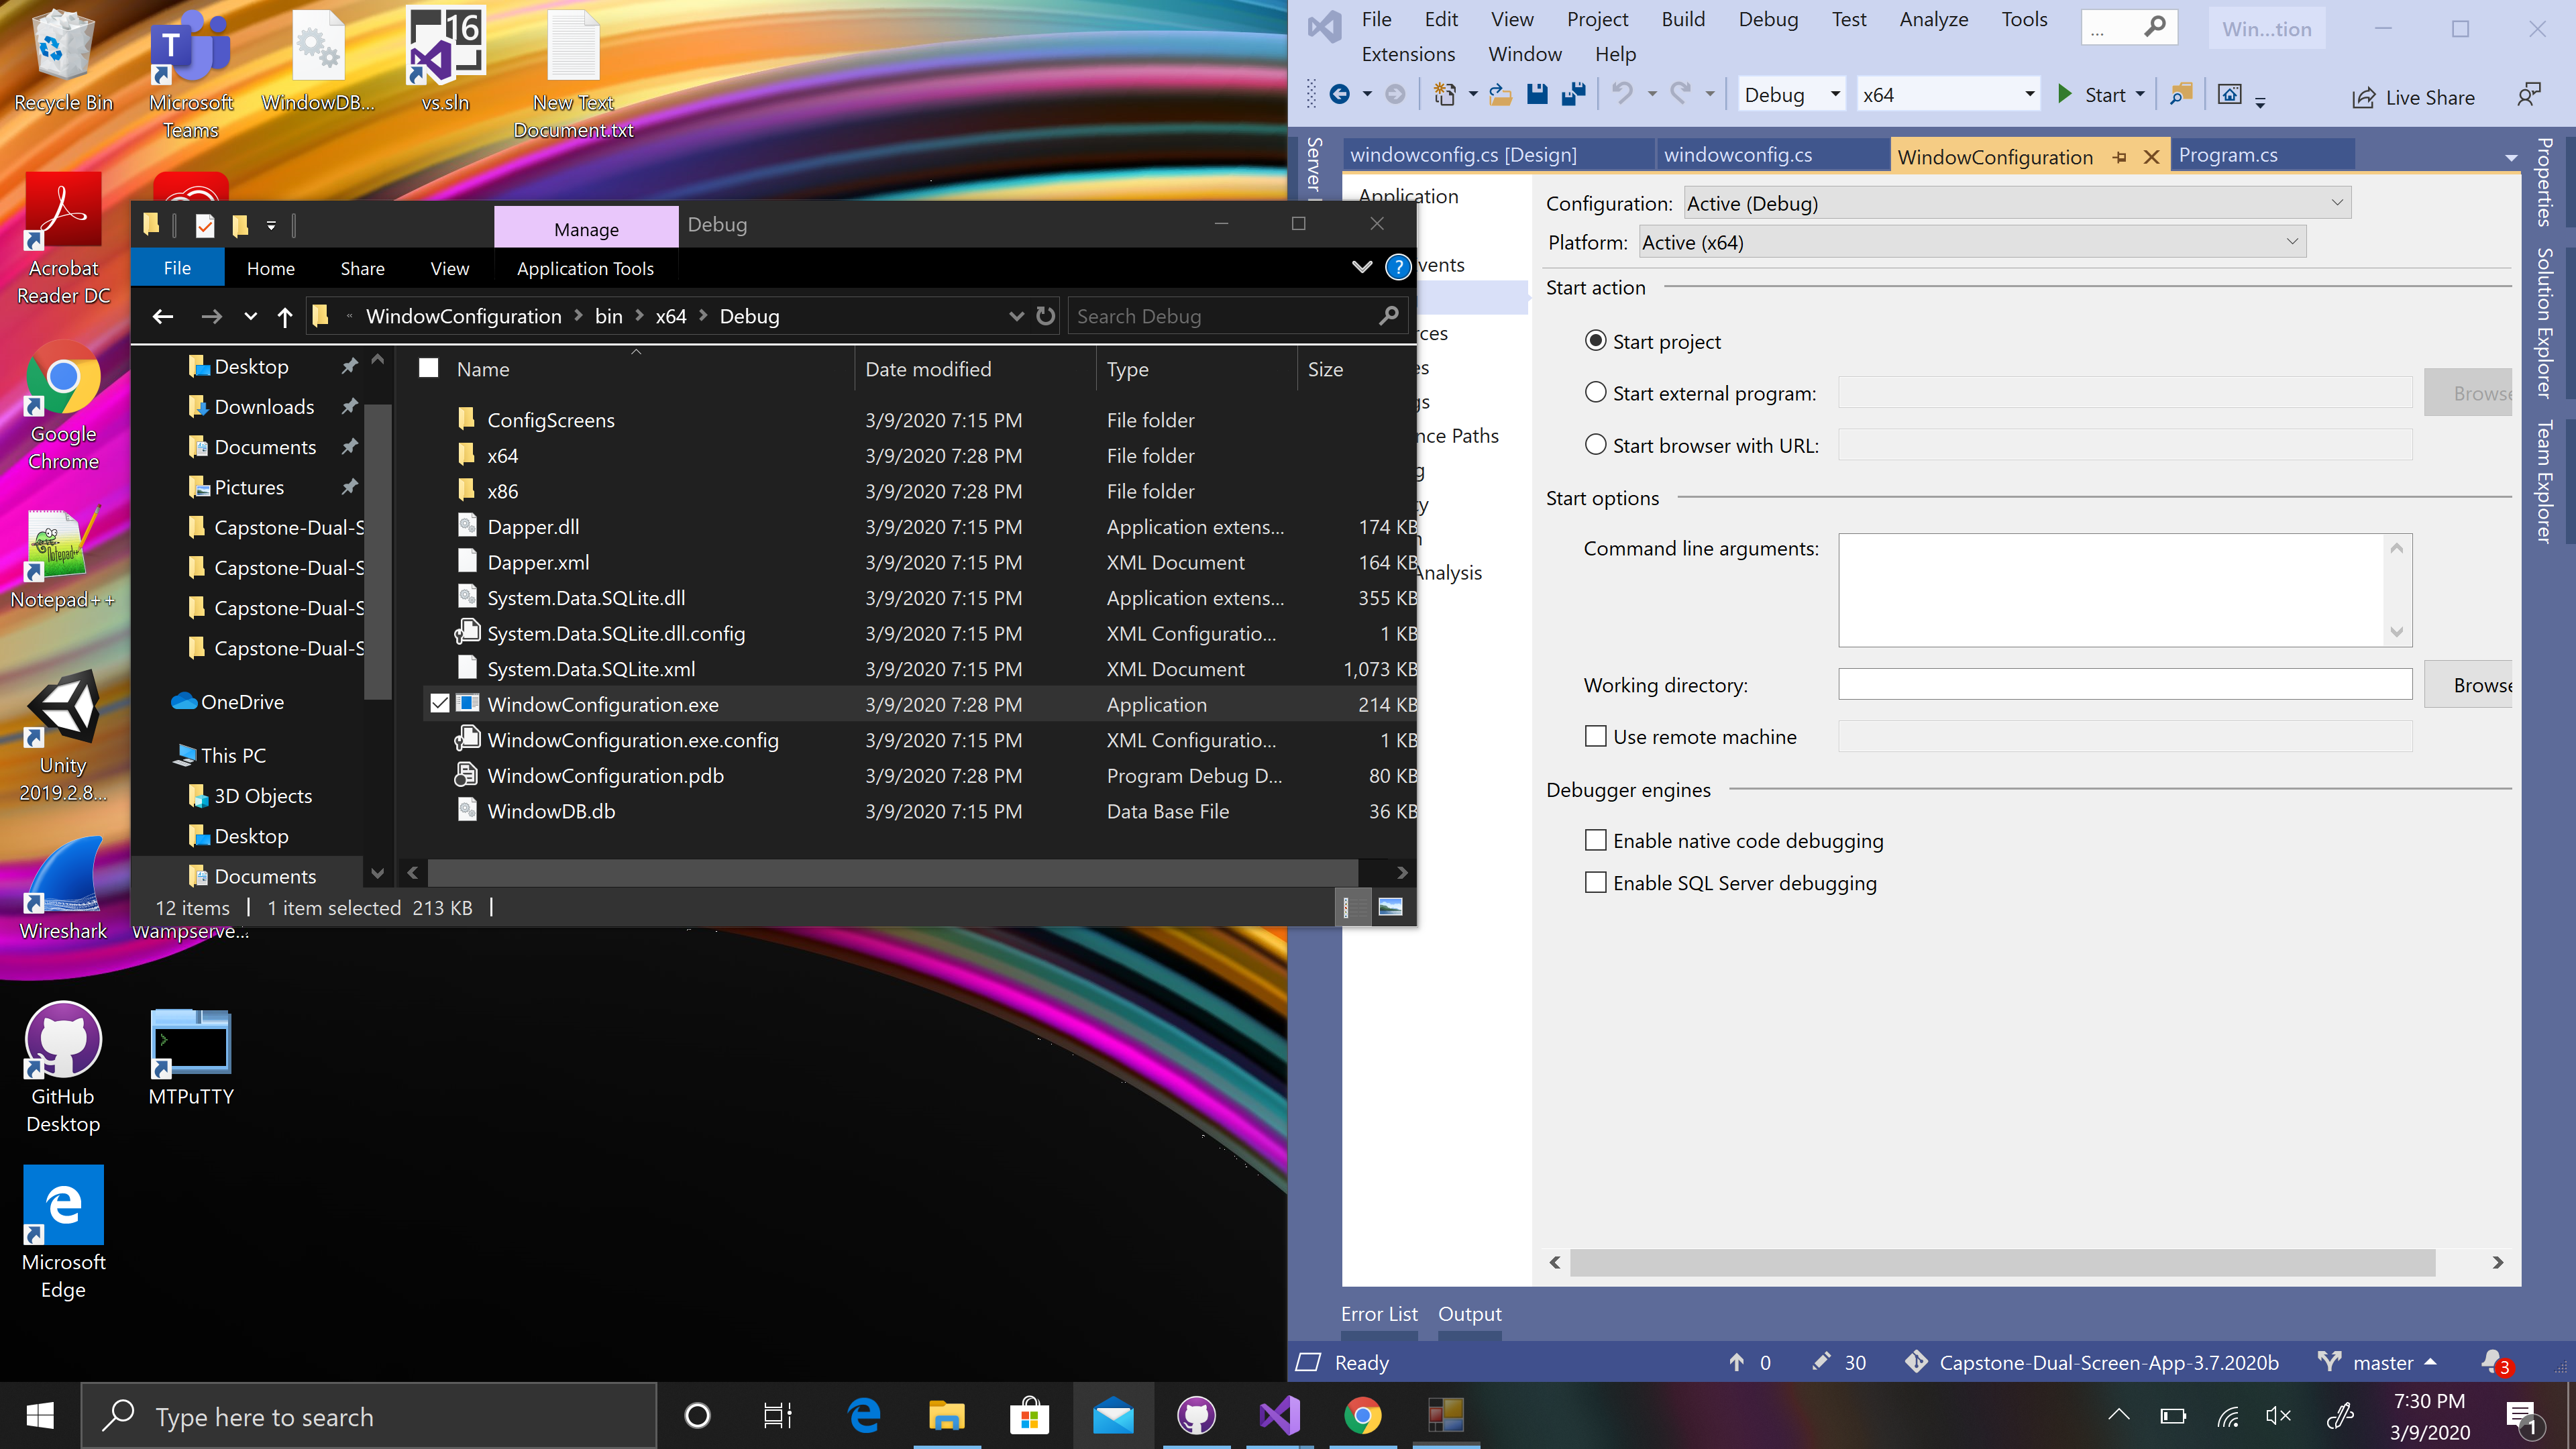 Recycle Bin
Microsoft
Teams
WindowDB...
16
vs.sln
New Text
Document.txt
Acrobat
Reader DC
Google
Chrome
Notepad++
Unity
2019.2.8...
Wireshark
Wampserve...
GitHub
Desktop
MTPuTTY
Microsoft
Edge
Manage
Debug
File
Home
Share
View
Application Tools
WindowConfiguration
bin
x64
Debug
Search Debug
Desktop
Downloads
Documents
Pictures
Capstone-Dual-S
Capstone-Dual-S
Capstone-Dual-S
Capstone-Dual-S
OneDrive
This PC
3D Objects
Desktop
Documents
Name Date modified Type Size
ConfigScreens 3/9/2020 7:15 PM File folder
x64 3/9/2020 7:28 PM File folder
x86 3/9/2020 7:28 PM File folder
Dapper.dll 3/9/2020 7:15 PM Application extens... 174 KB
Dapper.xml 3/9/2020 7:15 PM XML Document 164 KB
System.Data.SQLite.dll 3/9/2020 7:15 PM Application extens... 355 KB
System.Data.SQLite.dll.config 3/9/2020 7:15 PM XML Configuratio... 1 KB
System.Data.SQLite.xml 3/9/2020 7:15 PM XML Document 1,073 KB
WindowConfiguration.exe 3/9/2020 7:28 PM Application 214 KB
WindowConfiguration.exe.config 3/9/2020 7:15 PM XML Configuratio... 1 KB
WindowConfiguration.pdb 3/9/2020 7:28 PM Program Debug D... 80 KB
WindowDB.db 3/9/2020 7:15 PM Data Base File 36 KB
12 items 1 item selected 213 KB
File Edit View Project Build Debug Test Analyze Tools
Extensions Window Help
...
Win...tion
Debug
x64
Start
Live Share
Server
windowconfig.cs [Design]
windowconfig.cs
WindowConfiguration
Program.cs
Properties
Solution Explorer
Team Explorer
Application
vents
rces
es
gs
nce Paths
g
ty
n
Analysis
Configuration: Active (Debug)
Platform: Active (x64)
Start action
Start project
Start external program:
Browse
Start browser with URL:
Start options
Command line arguments:
Working directory:
Browse
Use remote machine
Debugger engines
Enable native code debugging
Enable SQL Server debugging
Error List Output
Ready
0
30
Capstone-Dual-Screen-App-3.7.2020b
master
3
Type here to search
7:30 PM
3/9/2020
1